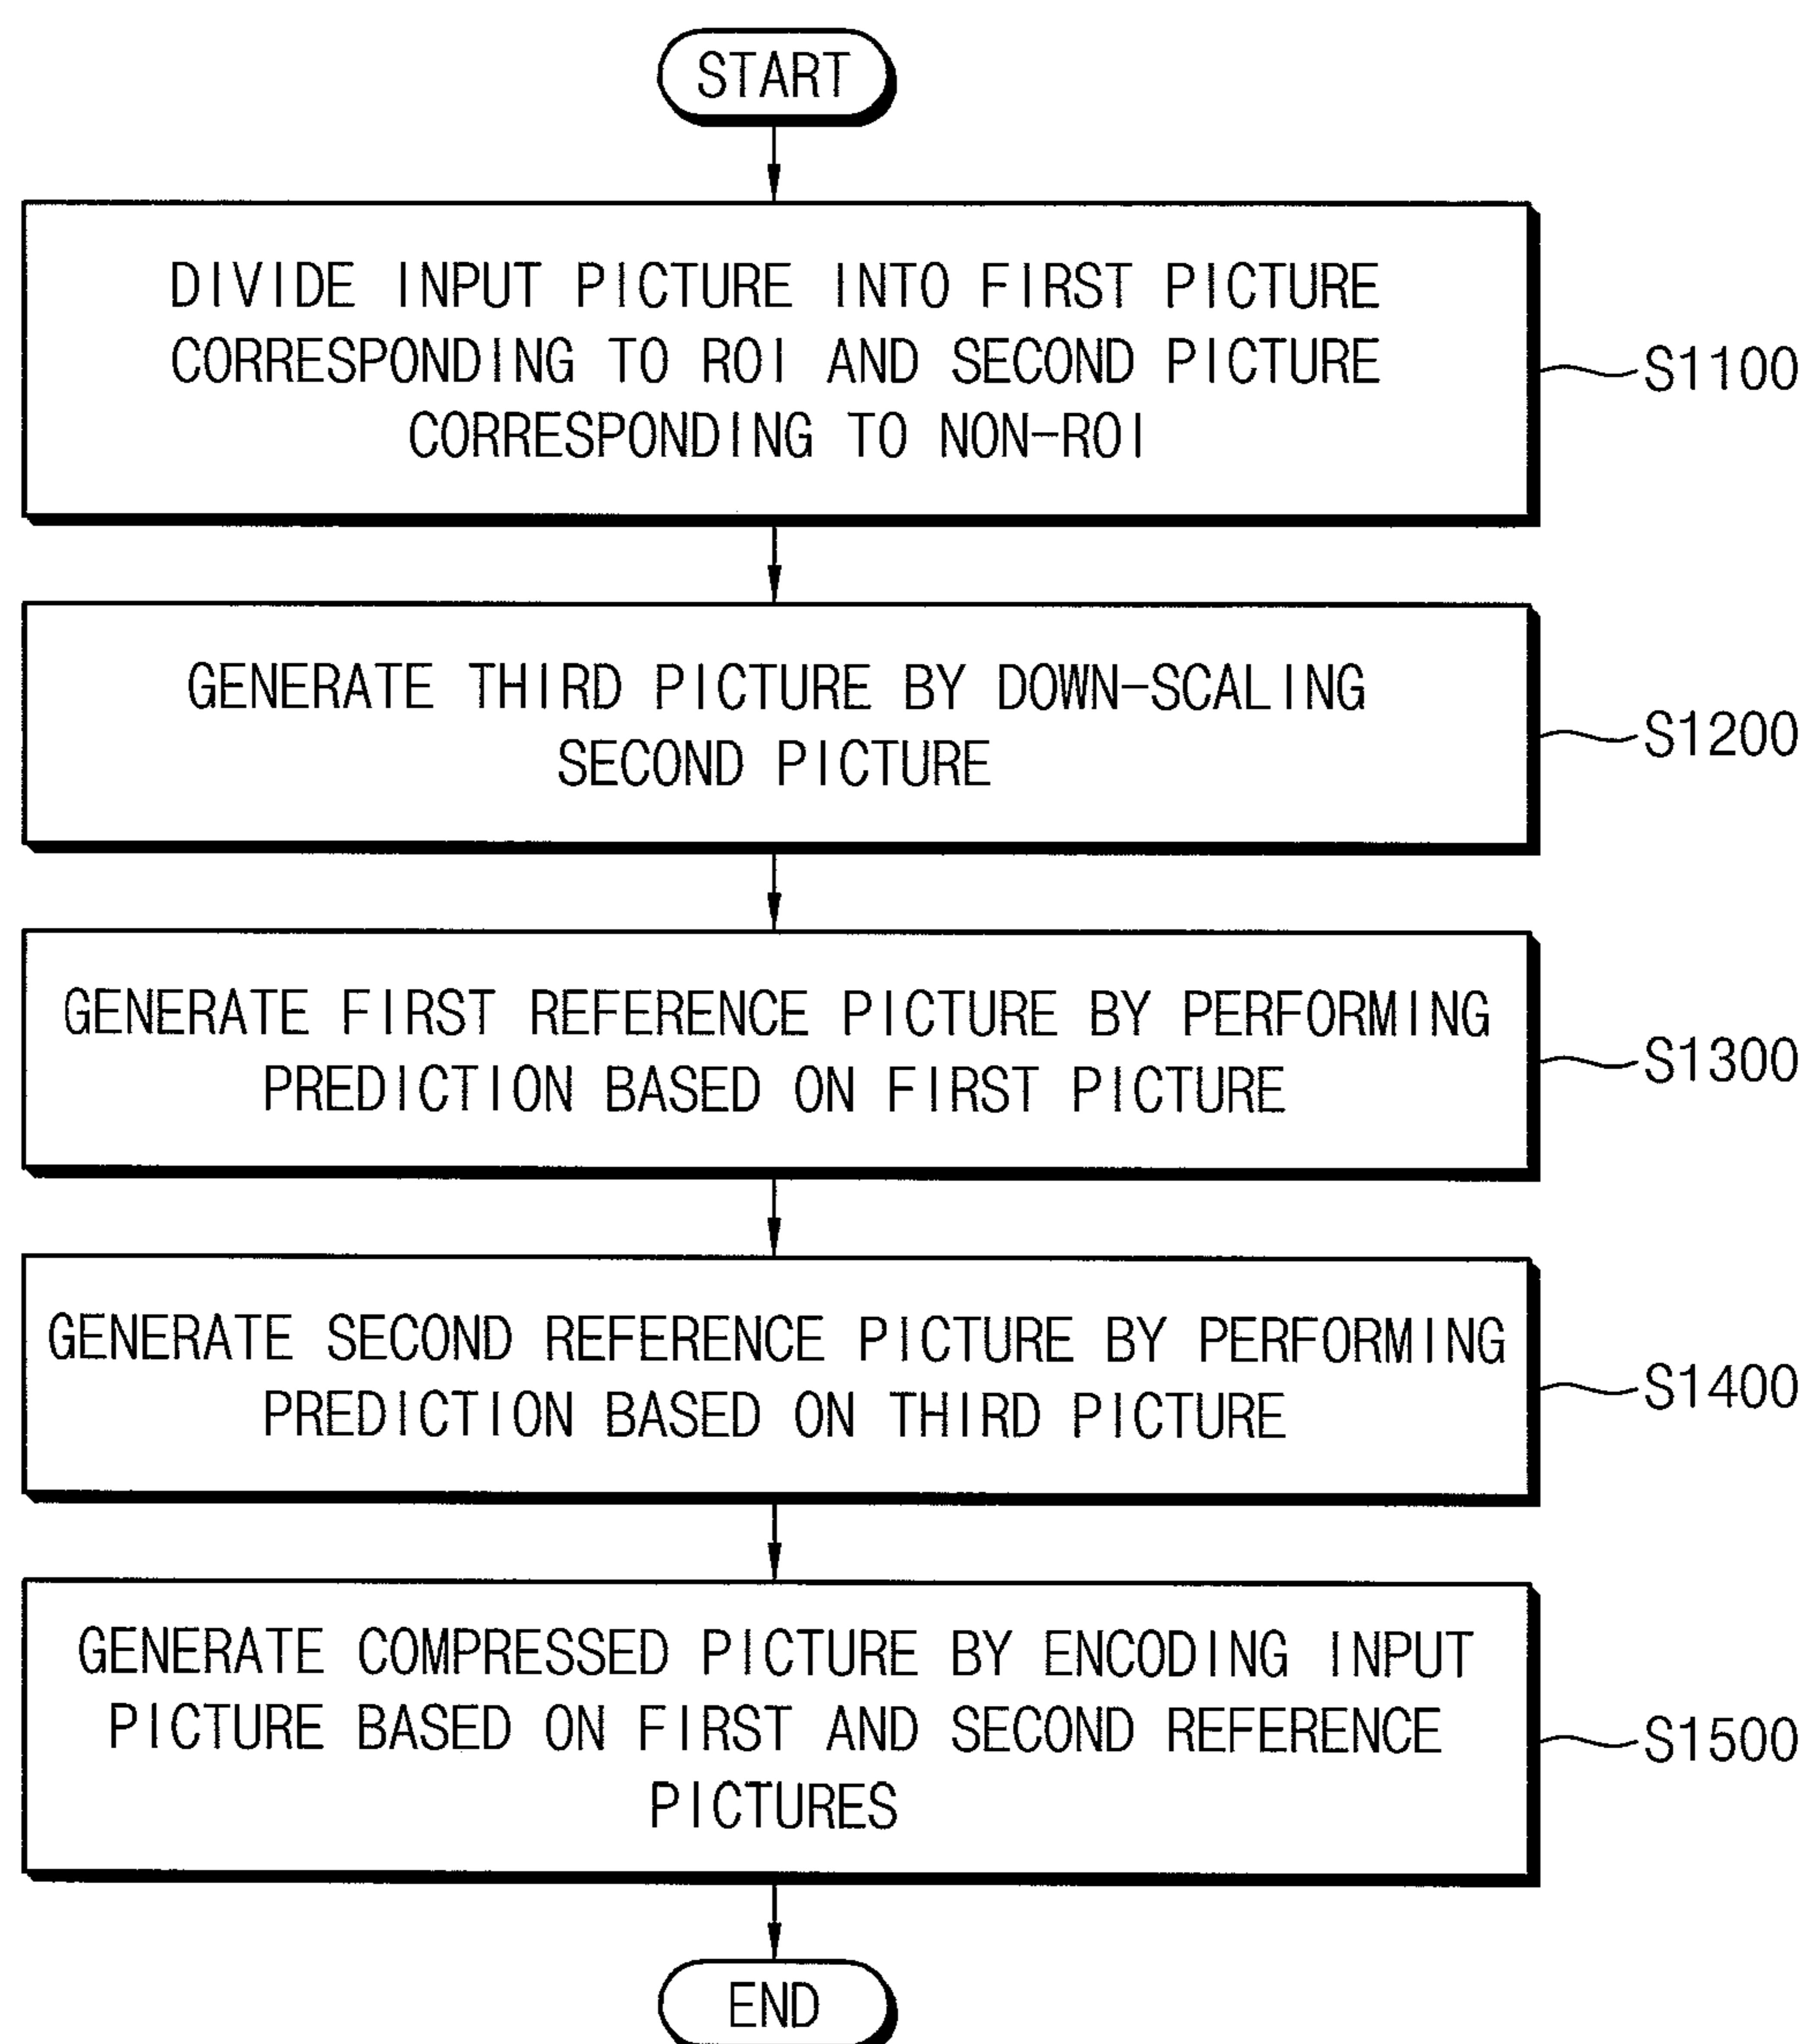 START
DIVIDE INPUT PICTURE INTO FIRST PICTURE
CORRESPONDING TO ROI AND SECOND PICTURE
CORRESPONDING TO NON-ROI
S1100
GENERATE THIRD PICTURE BY DOWN-SCALING
SECOND PICTURE
S1200
GENERATE FIRST REFERENCE PICTURE BY PERFORMING
PREDICTION BASED ON FIRST PICTURE
S1300
GENERATE SECOND REFERENCE PICTURE BY PERFORMING
PREDICTION BASED ON THIRD PICTURE
S1400
GENERATE COMPRESSED PICTURE BY ENCODING INPUT
PICTURE BASED ON FIRST AND SECOND REFERENCE
PICTURES
S1500
END